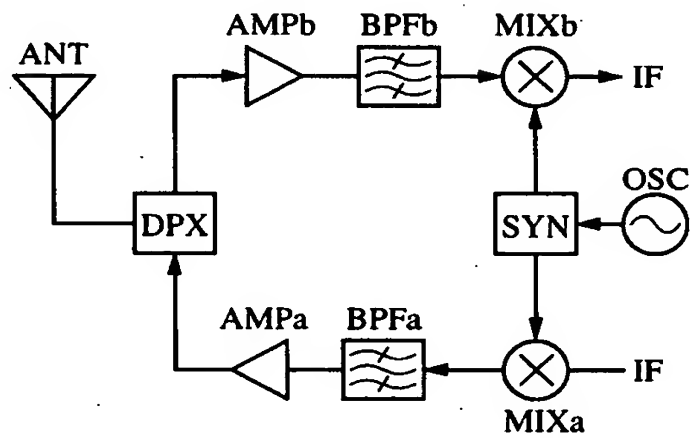 AMPb
BPFb
MIXb
ANT
IF
OSC
DPX
SYN
AMPa
BPFa
IF
MIXa